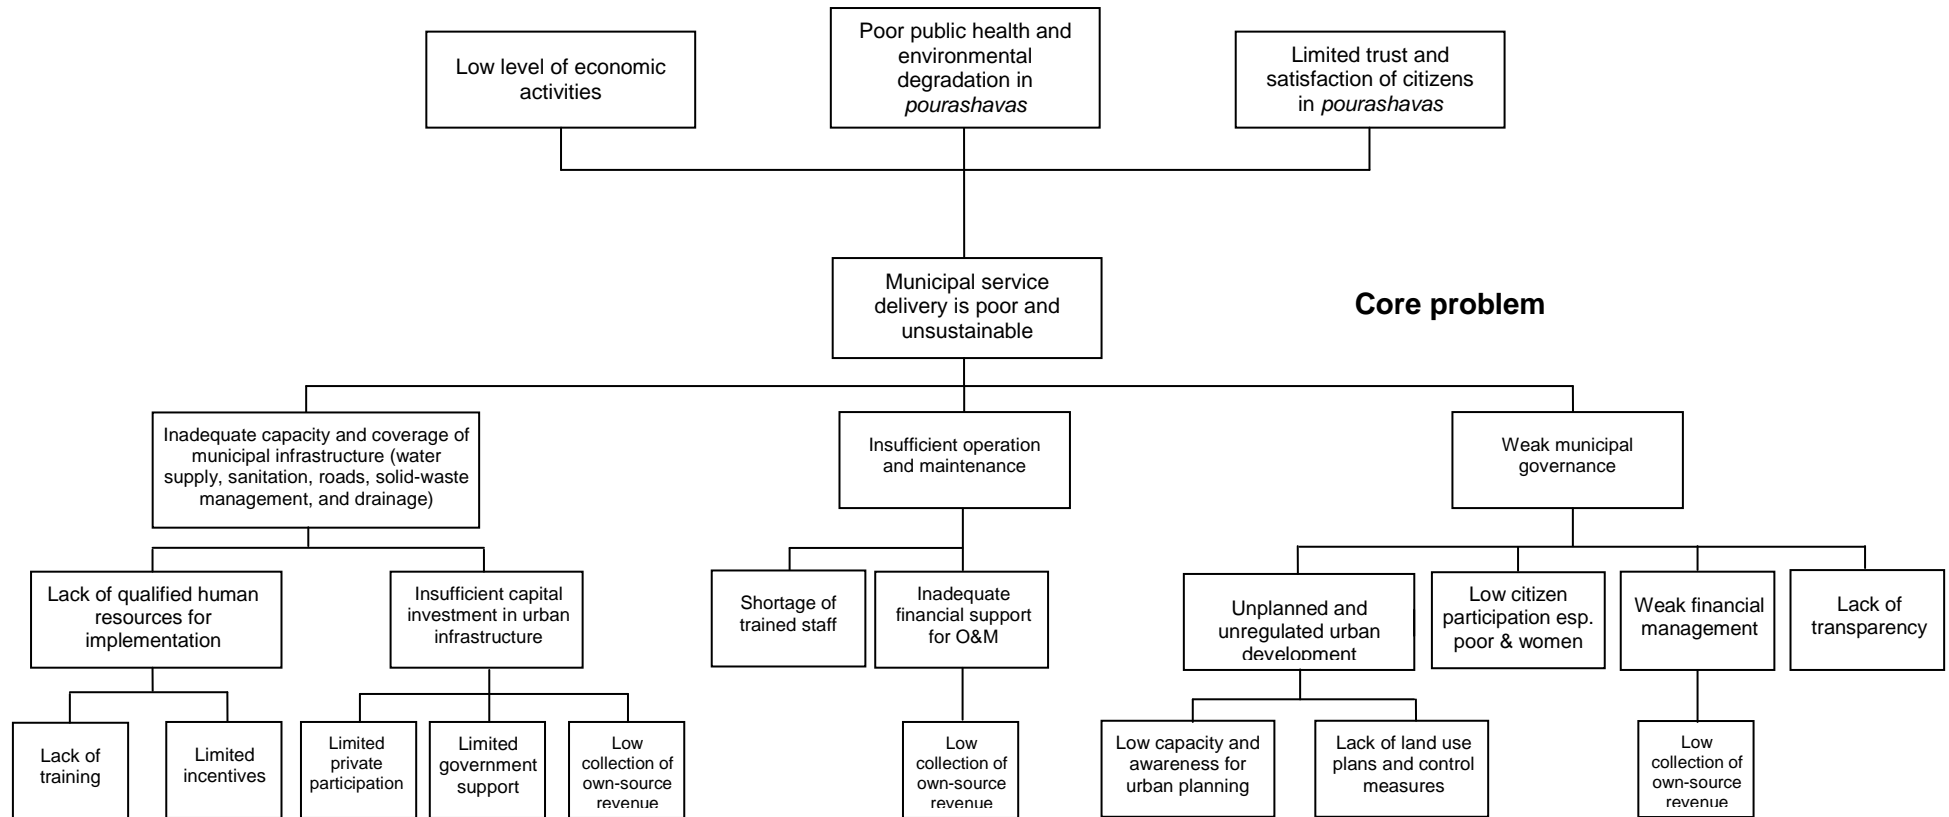 Low level of economic
activities
Poor public health and
environmental
degradation in
pourashavas
Limited trust and
satisfaction of citizens
in pourashavas
Municipal service
delivery is poor and
unsustainable
Core problem
Inadequate capacity and coverage of
municipal infrastructure (water
supply, sanitation, roads, solid-waste
management, and drainage)
Insufficient operation
and maintenance
Weak municipal
governance
Lack of qualified human
resources for
implementation
Insufficient capital
investment in urban
infrastructure
Shortage of
trained staff
Inadequate
financial support
for O&M
Unplanned and
unregulated urban
development
Low citizen
participation esp.
poor & women
Weak financial
management
Lack of
transparency
Lack of
training
Limited
incentives
Limited
private
participation
Limited
government
support
Low
collection of
own-source
revenue
Low
collection of
own-source
revenue
Low capacity and
awareness for
urban planning
Lack of land use
plans and control
measures
Low
collection of
own-source
revenue